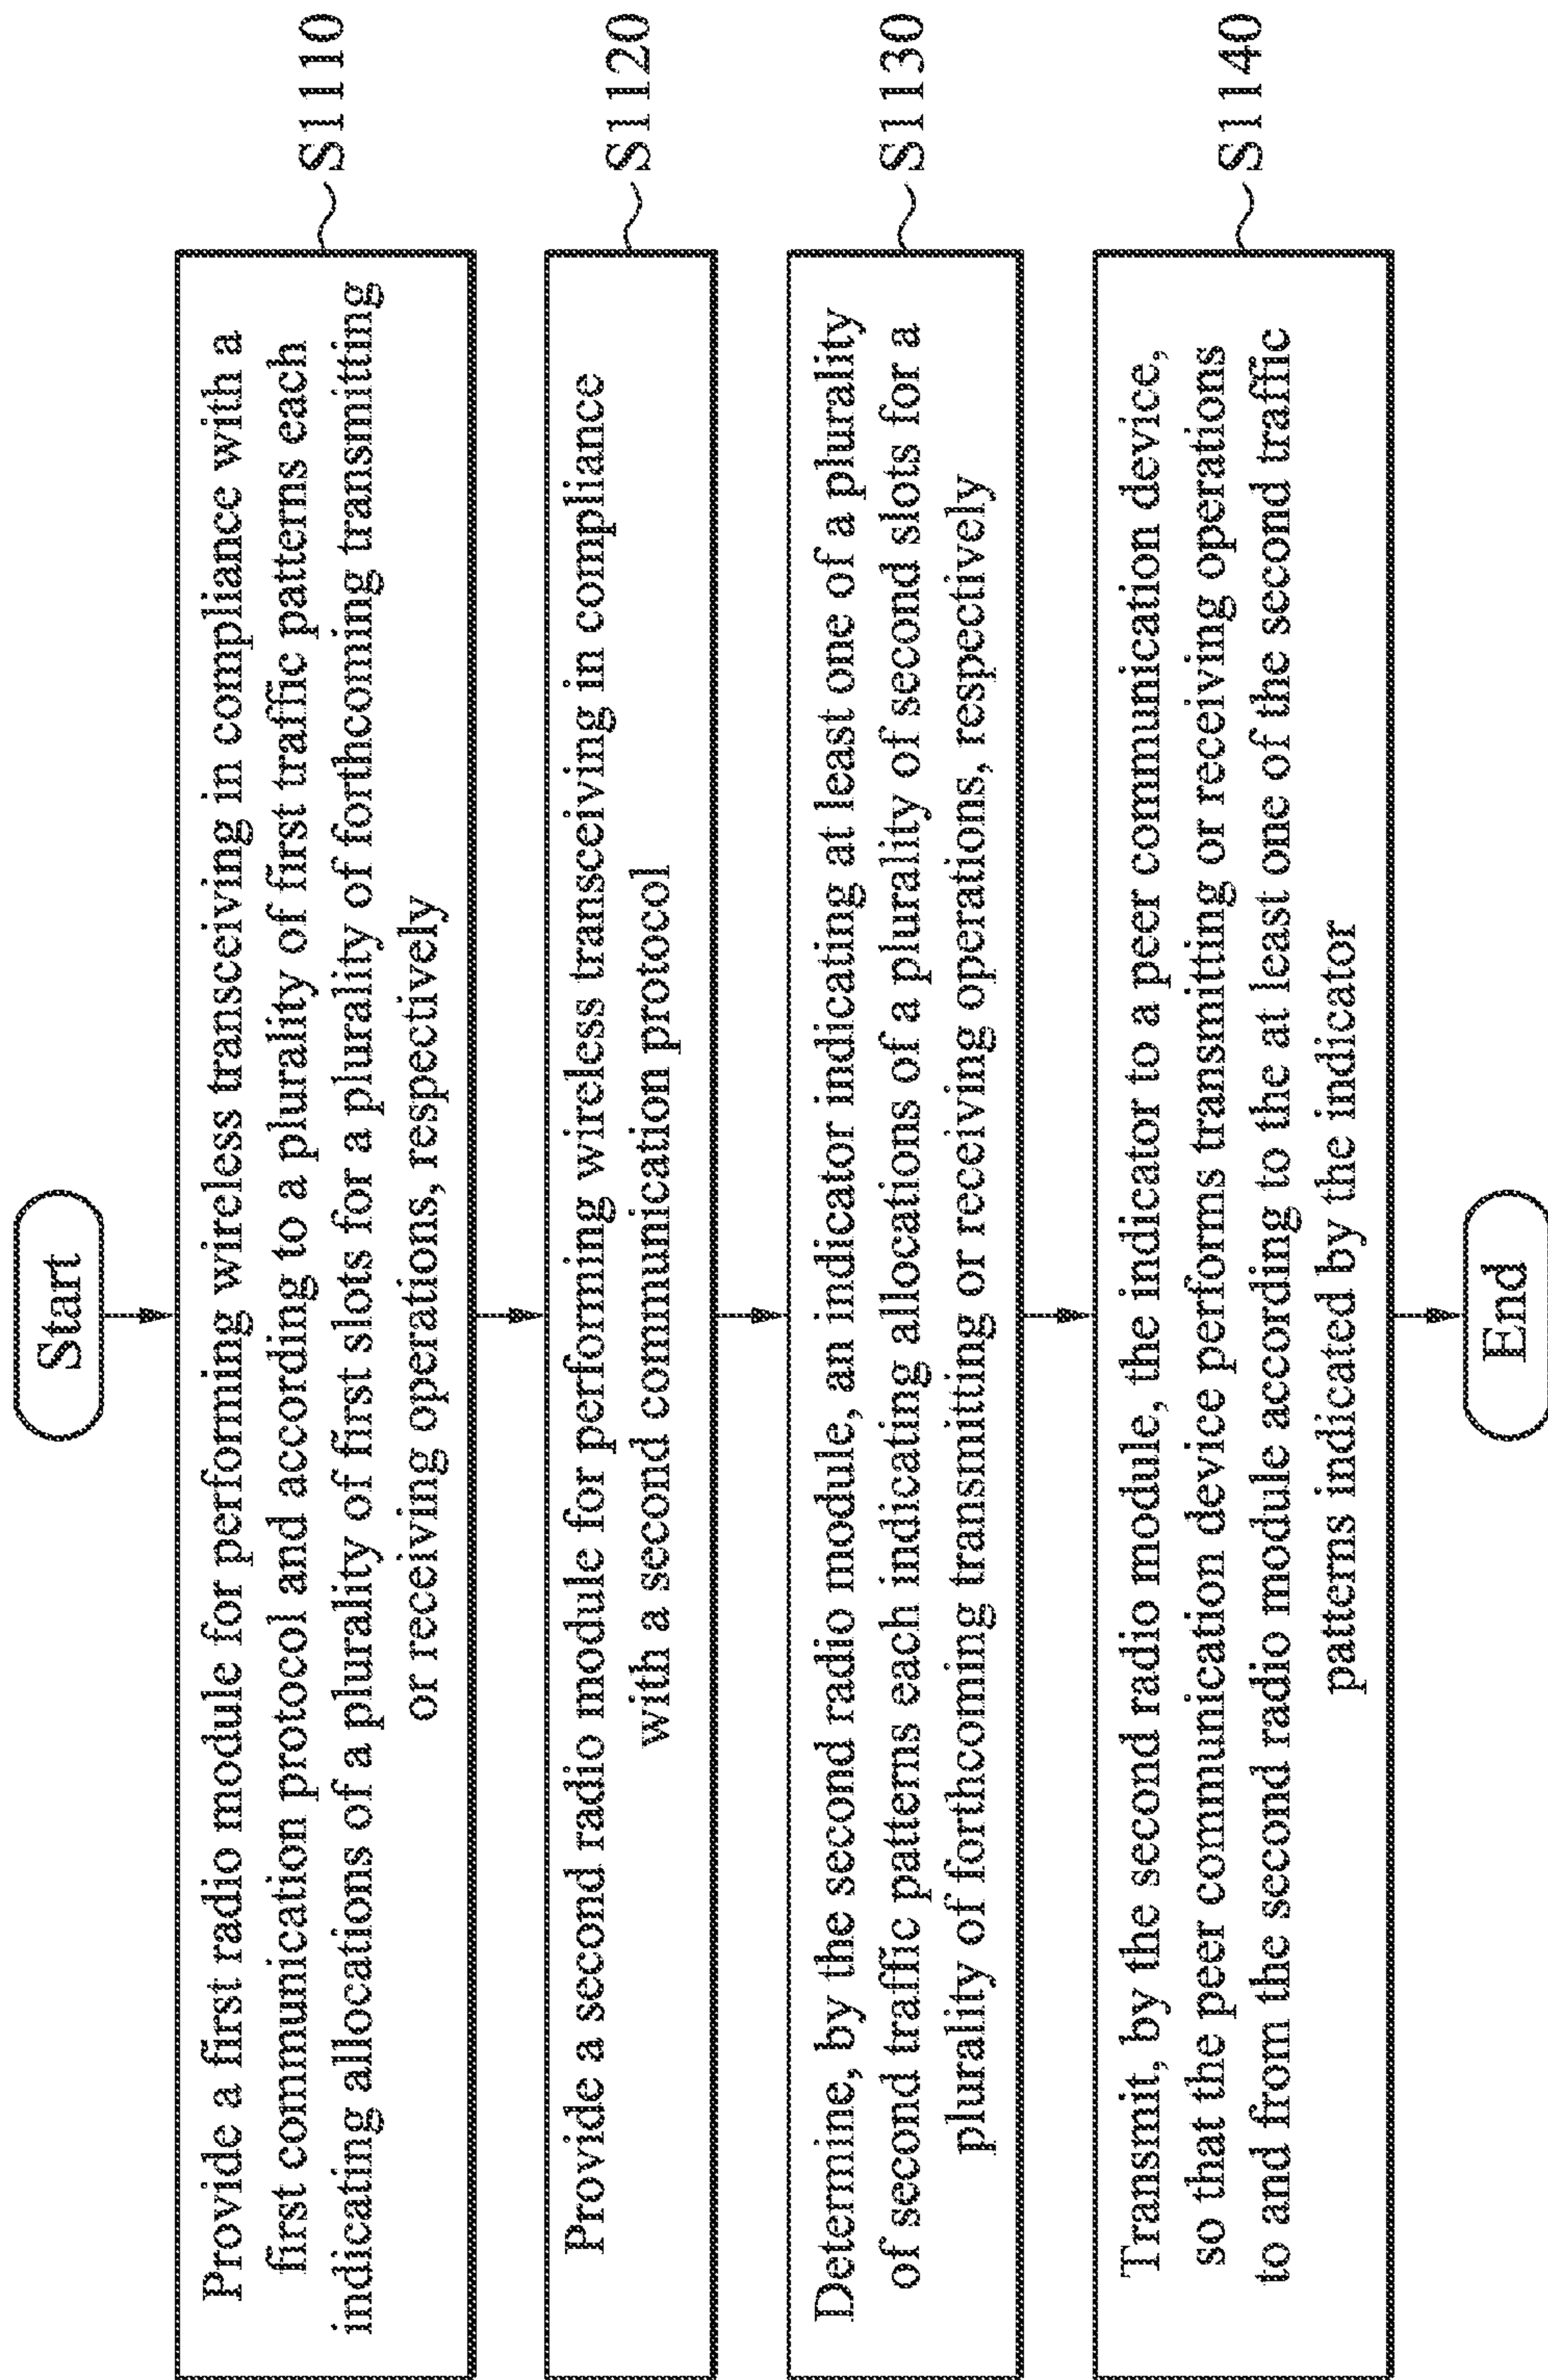 Start
Provide a first radio module for performing wireless transceiving in compliance with a
first communication protocol and according to a plurality of first traffic patterns each
indicating allocations of a plurality of first slots for a plurality of forthcoming transmitting
or receiving operations, respectively
S1110
Provide a second radio module for performing wireless transceiving in compliance
with a second communication protocol
S1120
Determine, by the second radio module, an indicator indicating at least one of a plurality
of second traffic patterns each indicating allocations of a plurality of second slots for a
plurality of forthcoming transmitting or receiving operations, respectively
S1130
Transmit, by the second radio module, the indicator to a peer communication device,
so that the peer communication device performs transmitting or receiving operations
to and from the second radio module according to the at least one of the second traffic
patterns indicated by the indicator
S1140
End